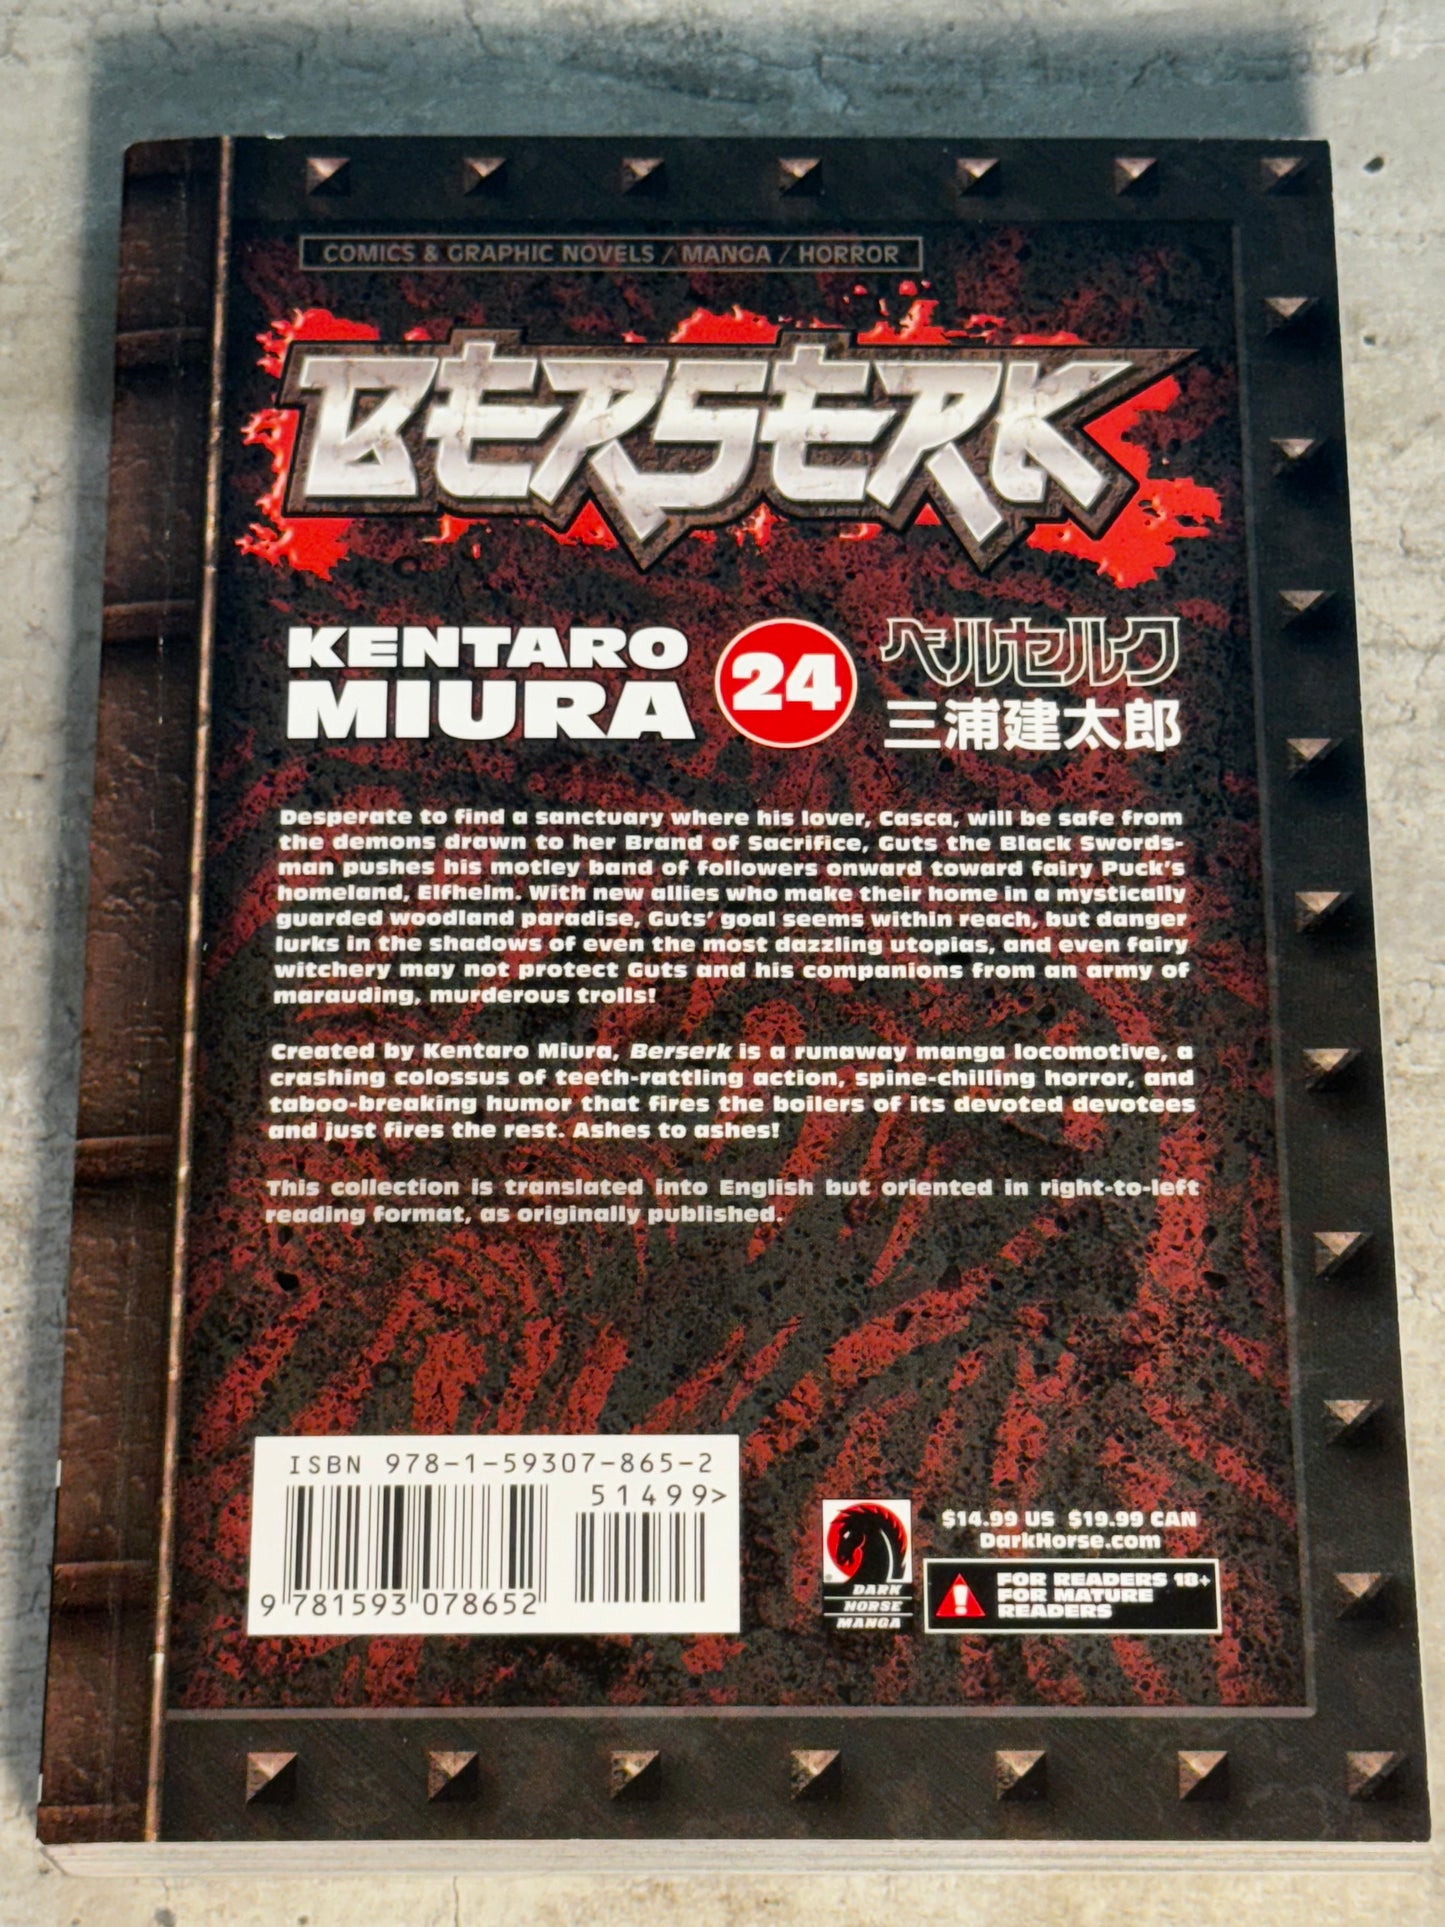 COMICS & GRAPHIC NOVELS / MANGA / HORROR
BERSERK
KENTARO
MIURA
24
ベルセルク
三浦建太郎
Desperate to find a sanctuary where his lover, Casca, will be safe from
the demons drawn to her Brand of Sacrifice, Guts the Black Swords-
man pushes his motley band of followers onward toward fairy Puck's
homeland, Elfhelm. With new allies who make their home in a mystically
guarded woodland paradise, Guts' goal seems within reach, but danger
lurks in the shadows of even the most dazzling utopias, and even fairy
witchery may not protect Guts and his companions from an army of
marauding, murderous trolls!
Created by Kentaro Miura, Berserk is a runaway manga locomotive, a
crashing colossus of teeth-rattling action, spine-chilling horror, and
taboo-breaking humor that fires the boilers of its devoted devotees
and just fires the rest. Ashes to ashes!
This collection is translated into English but oriented in right-to-left
reading format, as originally published.
ISBN 978-1-59307-865-2
51499>
9 781593 078652
DARK
HORSE
MANGA
$14.99 US $19.99 CAN
DarkHorse.com
FOR READERS 18+
FOR MATURE
READERS